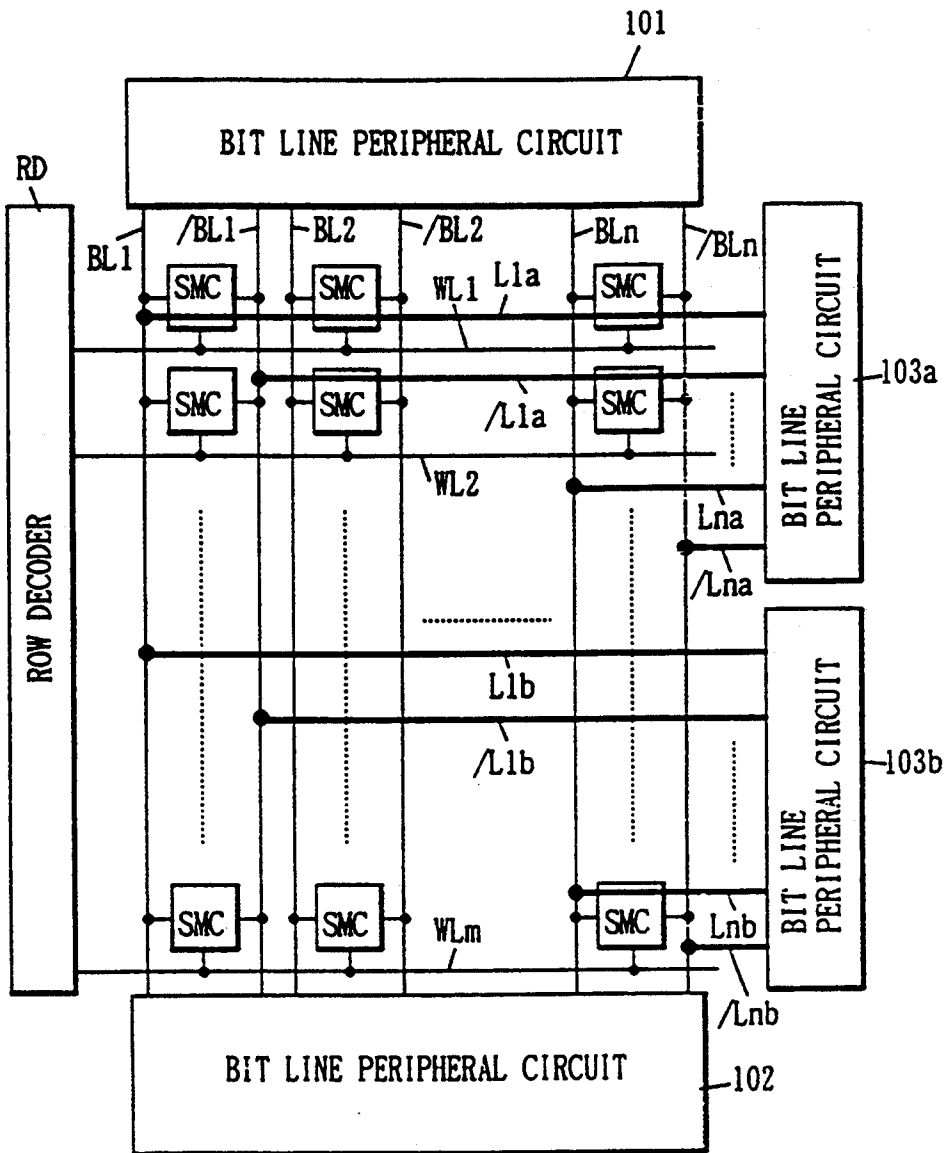 101
BIT LINE PERIPHERAL CIRCUIT
RD
BL1
/BL1
BL2
/BL2
BLn
/BLn
SMC
SMC
SMC
WL1
L1a
SMC
SMC
SMC
/L1a
WL2
Lna
/Lna
BIT LINE
PERIPHERAL CIRCUIT
103a
ROW DECODER
L1b
/L1b
BIT LINE
PERIPHERAL CIRCUIT
103b
SMC
SMC
SMC
WLm
Lnb
/Lnb
BIT LINE PERIPHERAL CIRCUIT
102